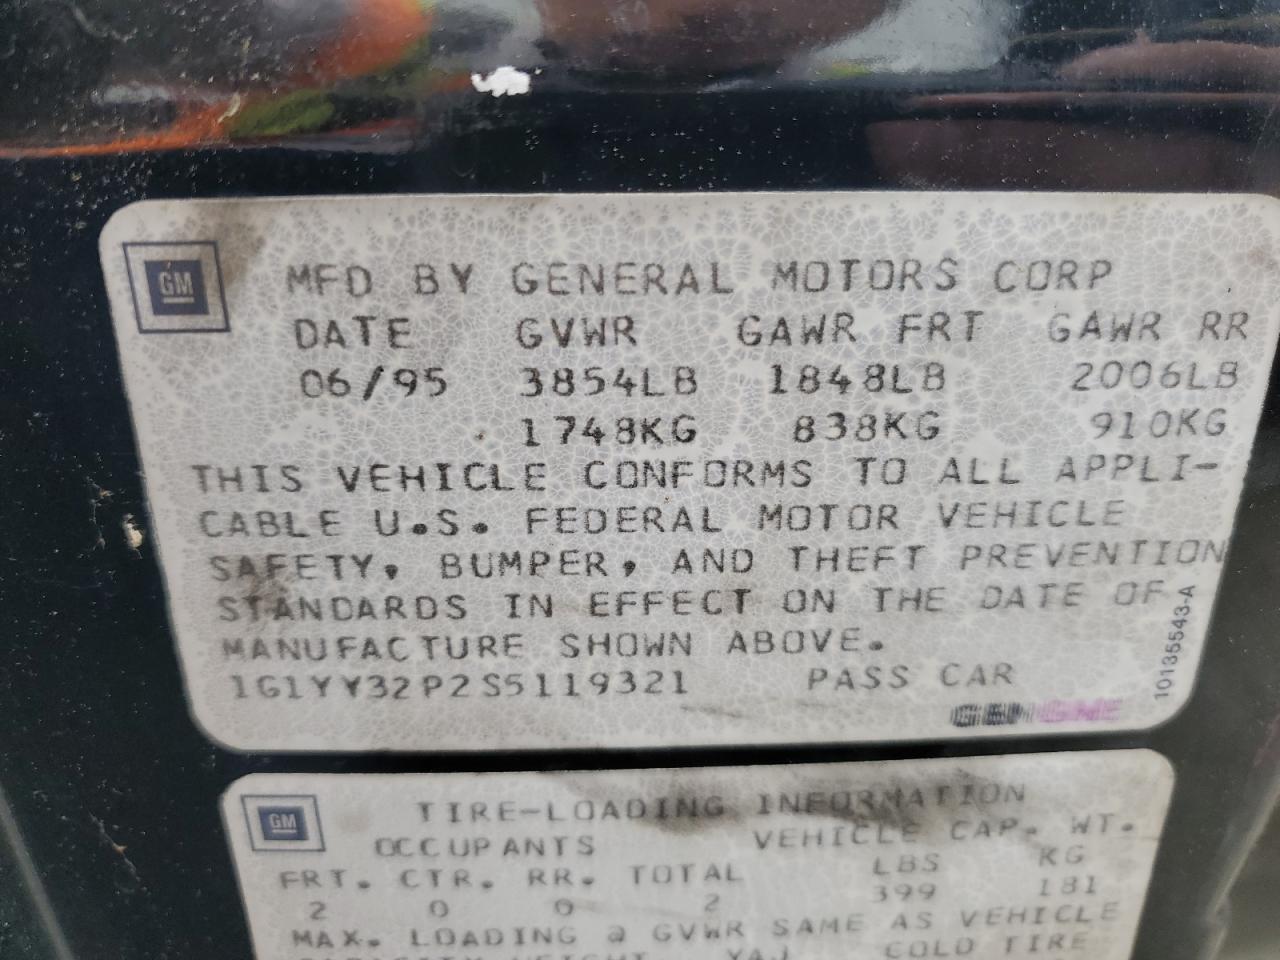 GM
MFD BY GENERAL MOTORS CORP
DATE GVWR GAWR FRT GAWR RR
06/95 3854LB 1848LB 2006LB
1748KG 838KG 910KG
THIS VEHICLE CONFORMS TO ALL APPLI-
CABLE U.S. FEDERAL MOTOR VEHICLE
SAFETY, BUMPER, AND THEFT PREVENTION
STANDARDS IN EFFECT ON THE DATE OF
MANUFACTURE SHOWN ABOVE.
1G1YY32P2S5119321 PASS CAR
10135543-A
GM
TIRE-LOADING INFORMATION
OCCUPANTS VEHICLE CAP. WT.
FRT. CTR. RR. TOTAL LBS KG
2 0 0 2 399 181
MAX. LOADING @ GVWR SAME AS VEHICLE
COLD TIRE